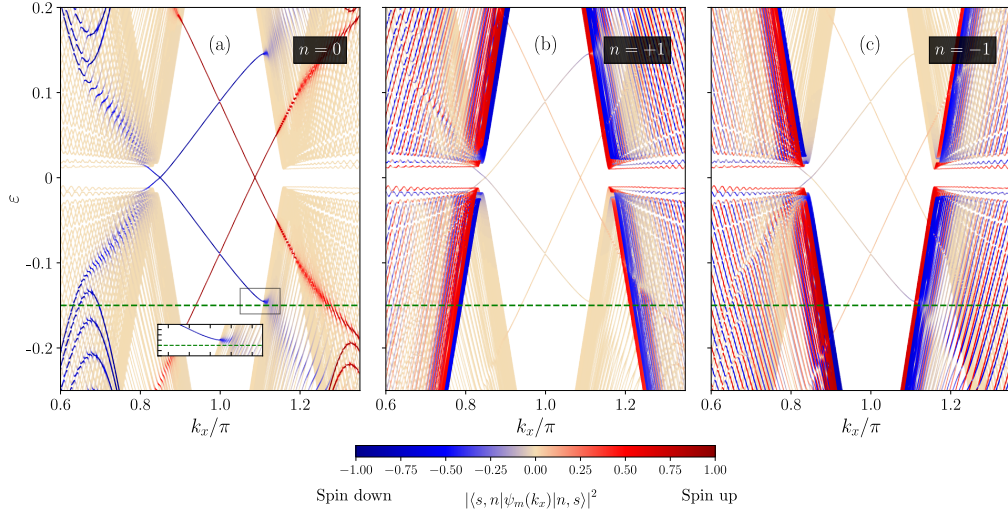 0.2
0.1
0
-0.1
-0.2
ε
(a)
n = 0
(b)
n = +1
(c)
n = −1
0.6 0.8 1.0 1.2
0.6 0.8 1.0 1.2
0.6 0.8 1.0 1.2
k_x/π
k_x/π
k_x/π
−1.00 −0.75 −0.50 −0.25 0.00 0.25 0.50 0.75 1.00
Spin down
|⟨s, n|ψ_m(k_x)|n, s⟩|²
Spin up